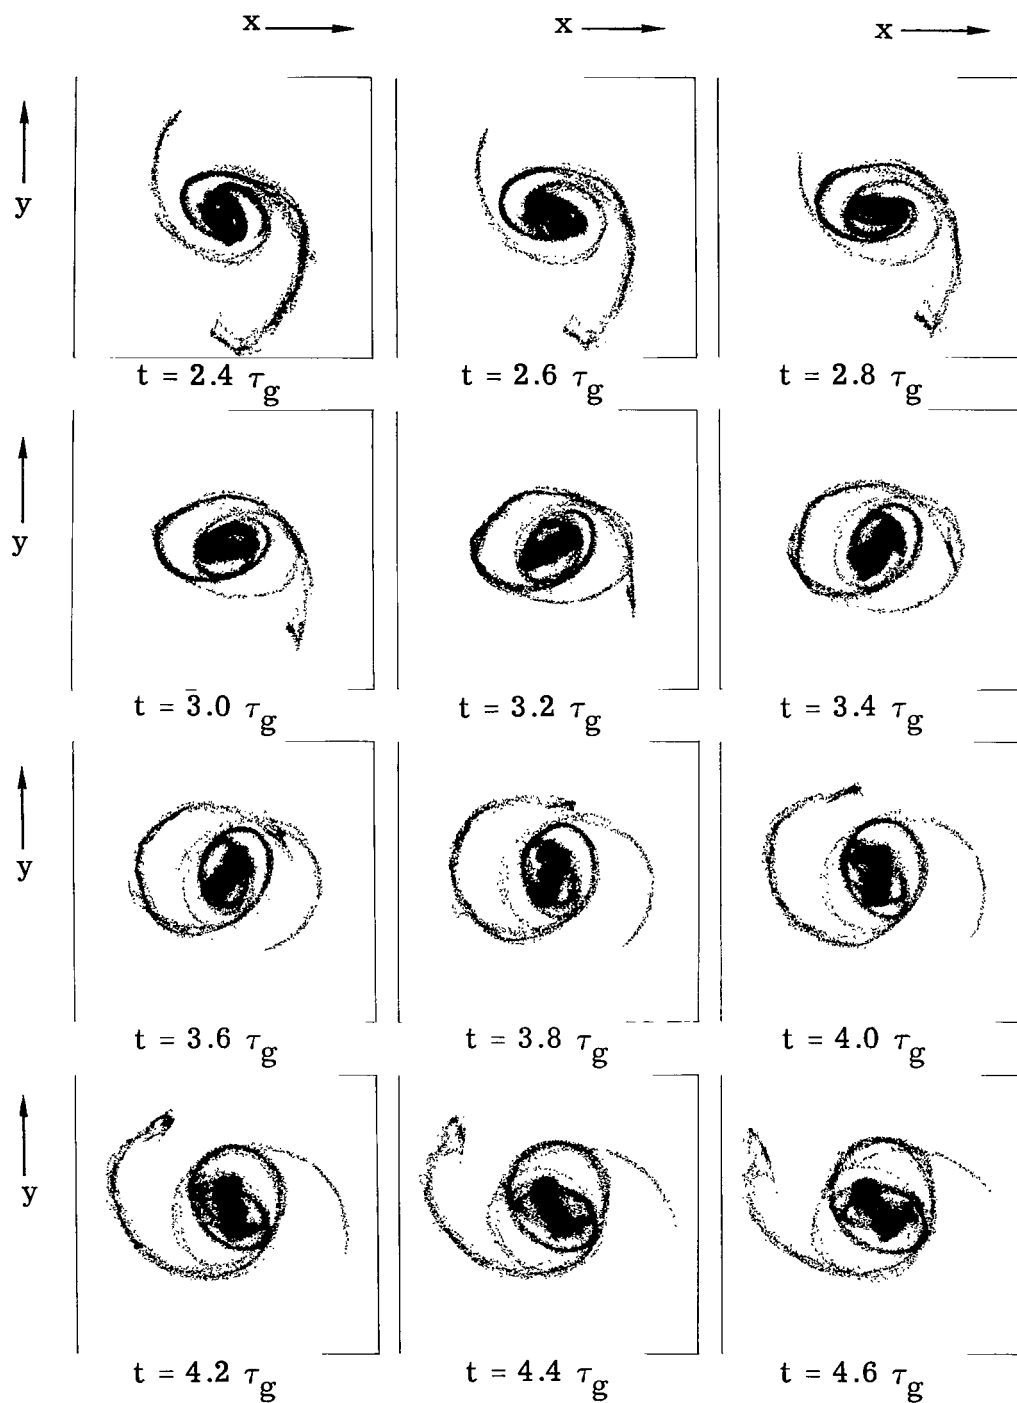 x x x
y
t = 2.4 τg t = 2.6 τg t = 2.8 τg
y
t = 3.0 τg t = 3.2 τg t = 3.4 τg
y
t = 3.6 τg t = 3.8 τg t = 4.0 τg
y
t = 4.2 τg t = 4.4 τg t = 4.6 τg